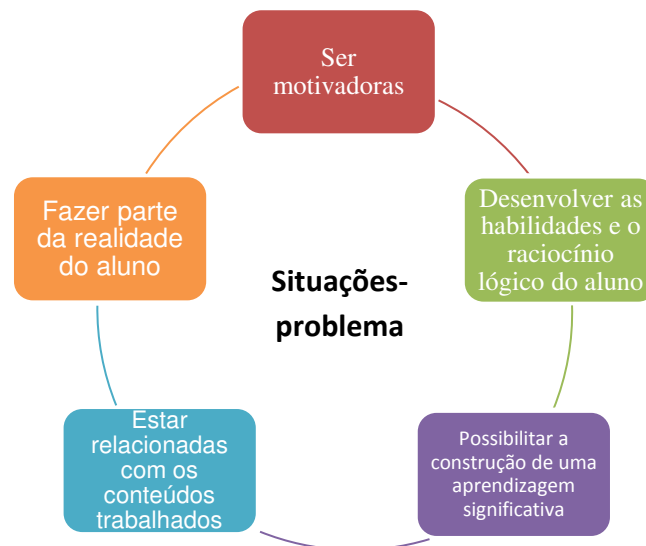 Ser
motivadoras
Desenvolver as
habilidades e o
raciocínio
lógico do aluno
Possibilitar a
construção de uma
aprendizagem
significativa
Estar
relacionadas
com os
conteúdos
trabalhados
Fazer parte
da realidade
do aluno
Situações-
problema